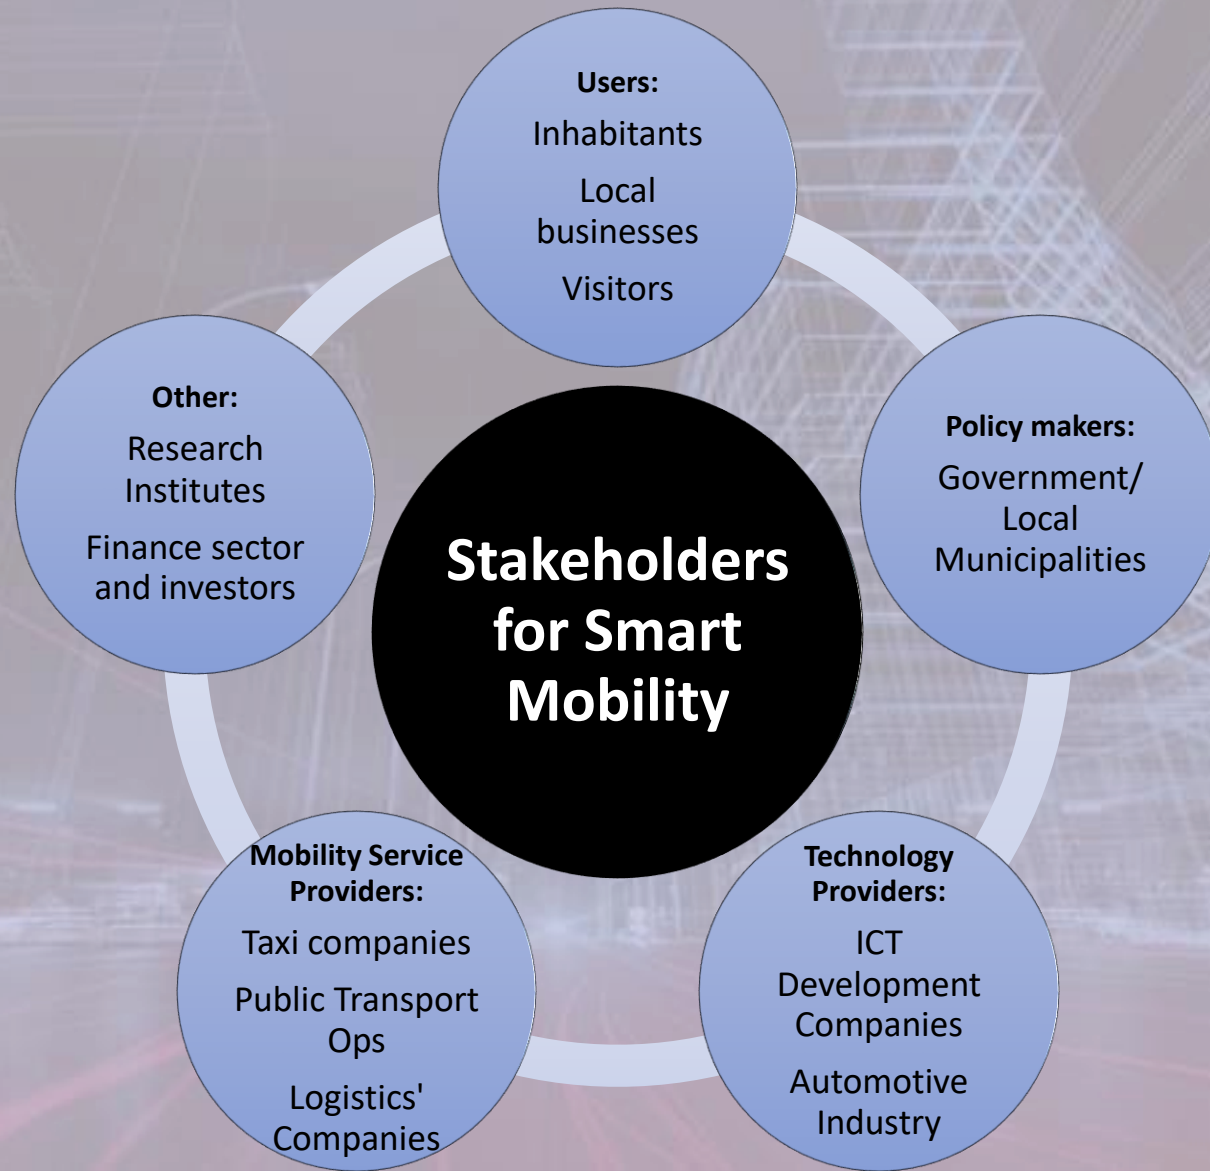 Users:
Inhabitants
Local
businesses
Visitors
Policy makers:
Government/
Local
Municipalities
Technology
Providers:
ICT
Development
Companies
Automotive
Industry
Mobility Service
Providers:
Taxi companies
Public Transport
Ops
Logistics'
Companies
Other:
Research
Institutes
Finance sector
and investors
Stakeholders
for Smart
Mobility